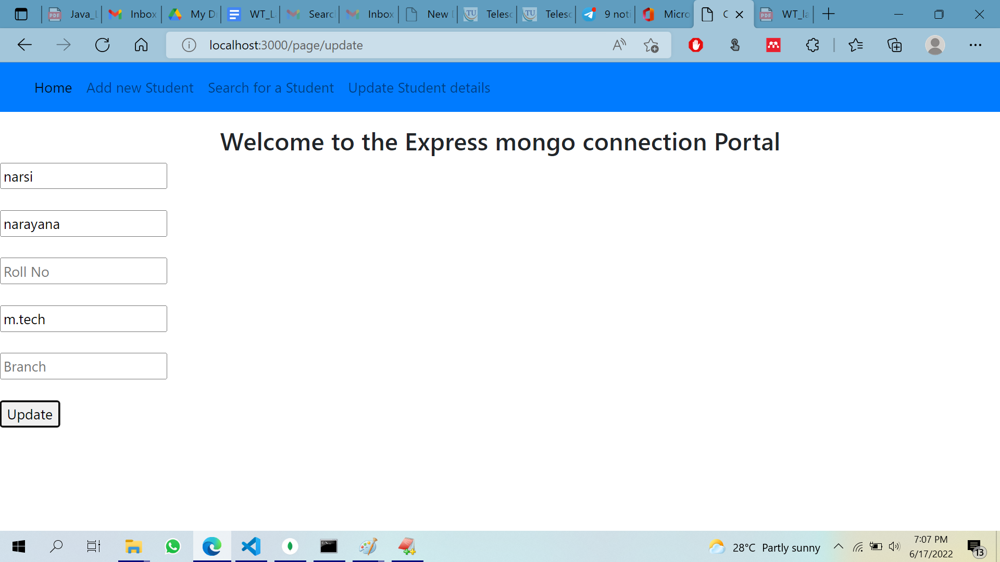 Java_L Inbox My Dr WT_L Searc Inbox New Telesc Telesc 9 noti Micro WT_la
localhost:3000/page/update
Home Add new Student Search for a Student Update Student details
Welcome to the Express mongo connection Portal
narsi
narayana
Roll No
m.tech
Branch
Update
28°C Partly sunny
7:07 PM
6/17/2022
13